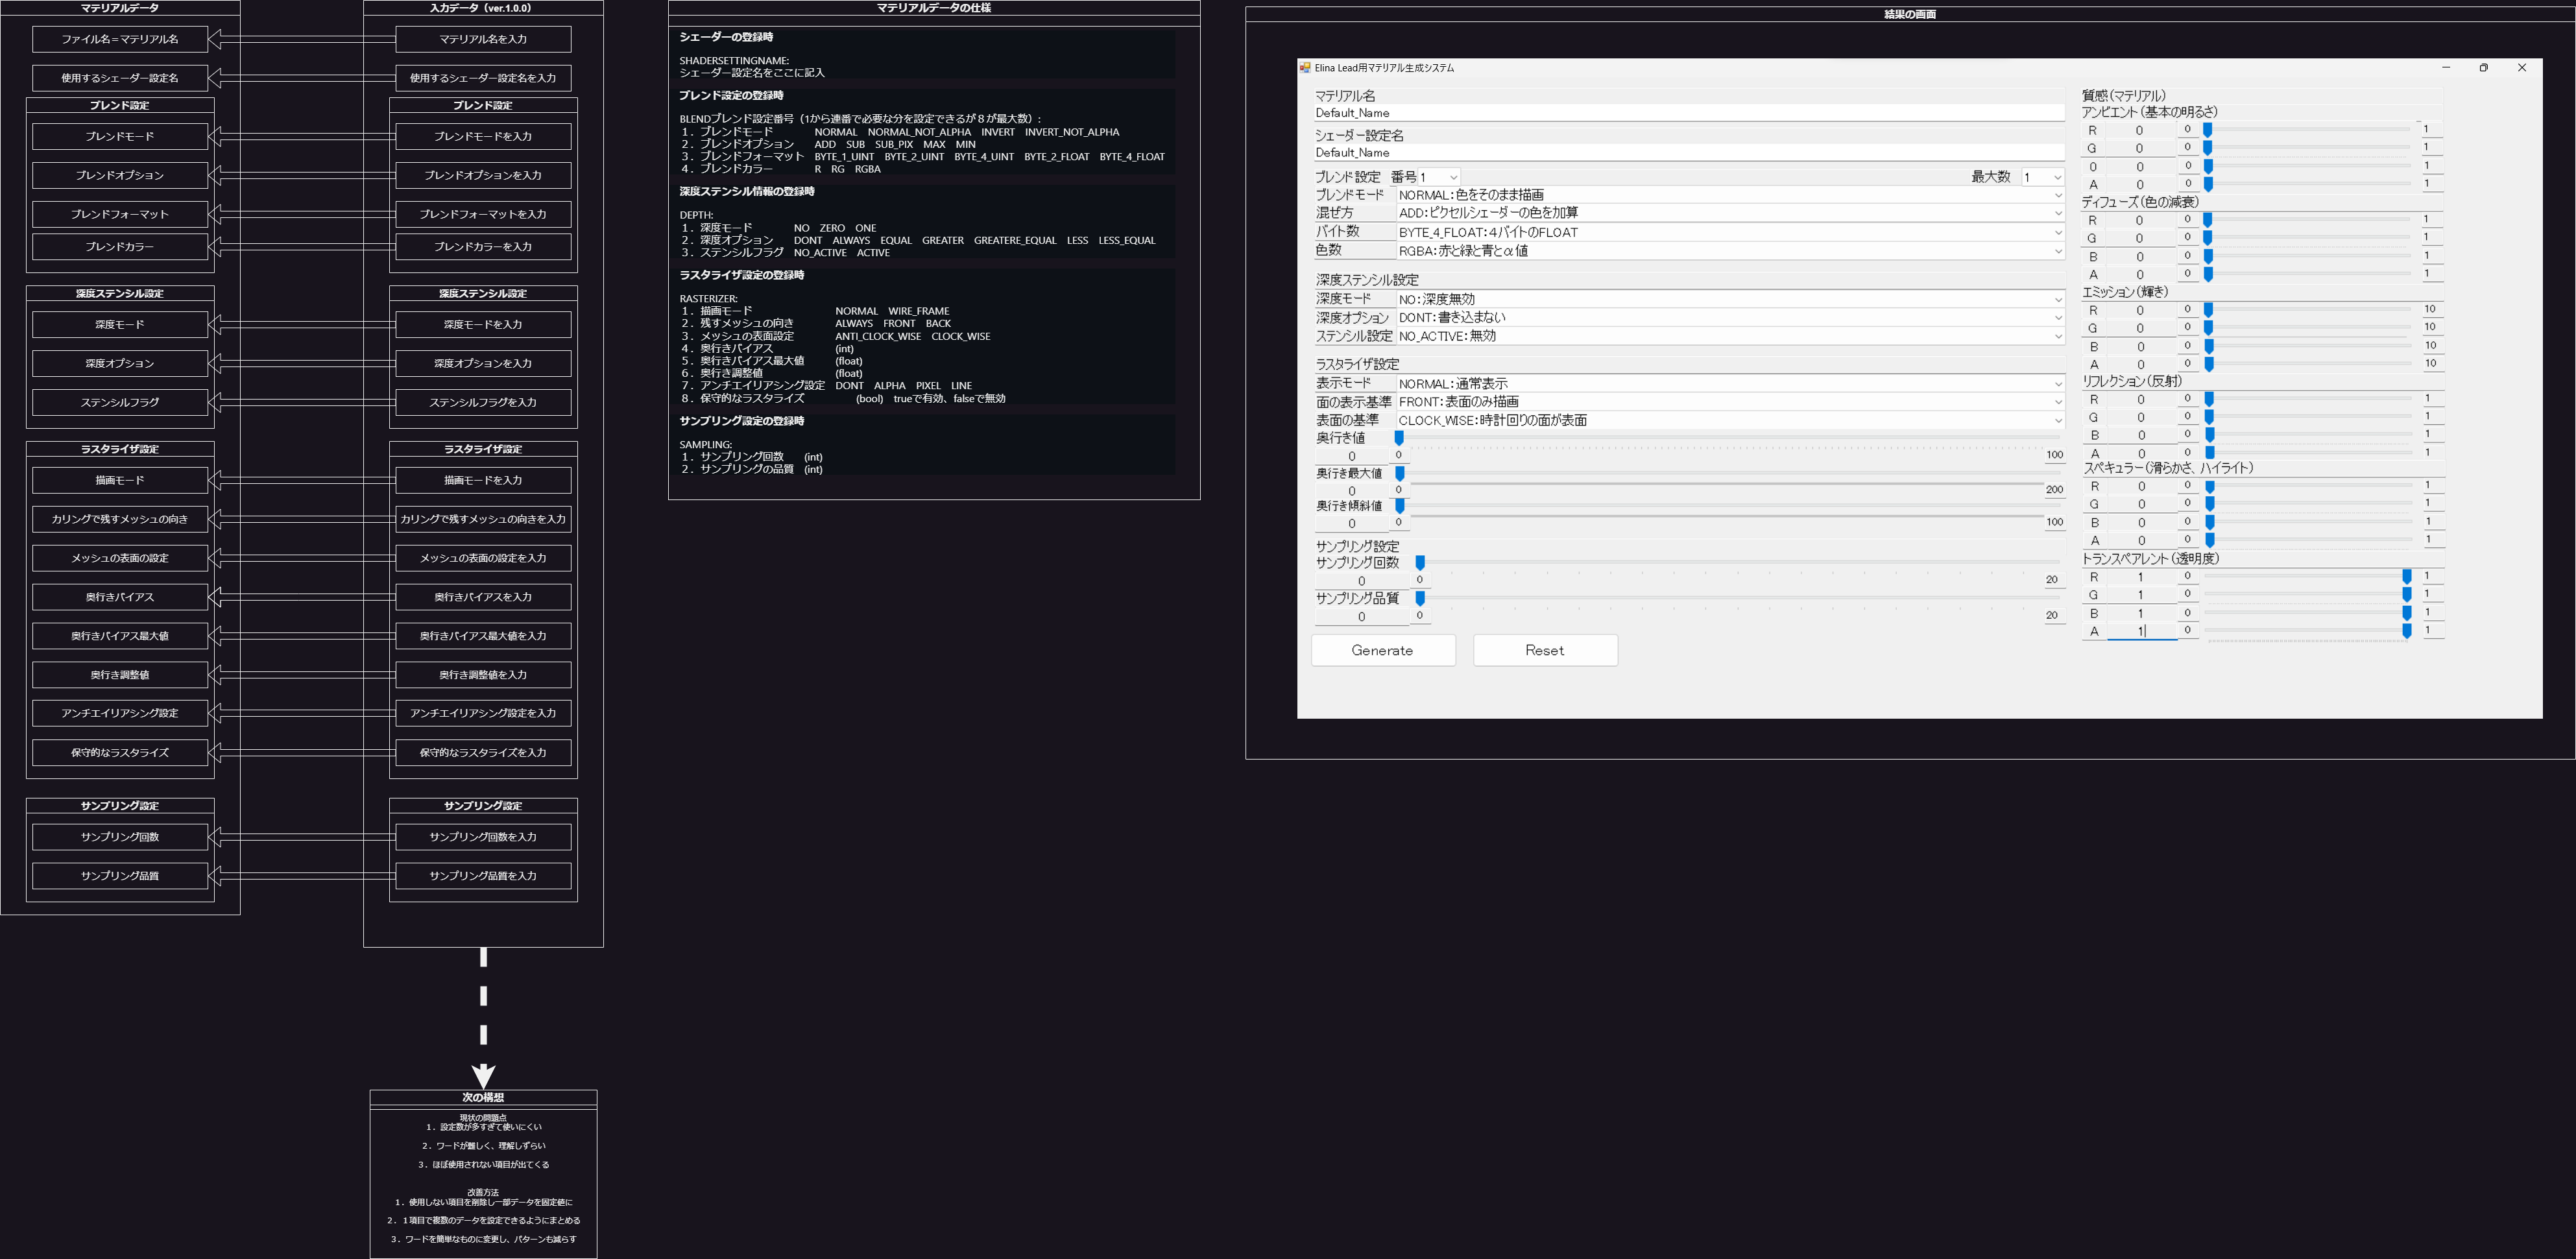 マテリアルデータ
ファイル名＝マテリアル名
使用するシェーダー設定名
ブレンド設定
ブレンドモード
ブレンドオプション
ブレンドフォーマット
ブレンドカラー
深度ステンシル設定
深度モード
深度オプション
ステンシルフラグ
ラスタライザ設定
描画モード
カリングで残すメッシュの向き
メッシュの表面の設定
奥行きバイアス
奥行きバイアス最大値
奥行き調整値
アンチエイリアシング設定
保守的なラスタライズ
サンプリング設定
サンプリング回数
サンプリング品質
入力データ（ver.1.0.0）
マテリアル名を入力
使用するシェーダー設定名を入力
ブレンド設定
ブレンドモードを入力
ブレンドオプションを入力
ブレンドフォーマットを入力
ブレンドカラーを入力
深度ステンシル設定
深度モードを入力
深度オプションを入力
ステンシルフラグを入力
ラスタライザ設定
描画モードを入力
カリングで残すメッシュの向きを入力
メッシュの表面の設定を入力
奥行きバイアスを入力
奥行きバイアス最大値を入力
奥行き調整値を入力
アンチエイリアシング設定を入力
保守的なラスタライズを入力
サンプリング設定
サンプリング回数を入力
サンプリング品質を入力
次の構想
現状の問題点
１．設定数が多すぎて使いにくい
２．ワードが難しく、理解しずらい
３．ほぼ使用されない項目が出てくる
改善方法
１．使用しない項目を削除し一部データを固定値に
２．１項目で複数のデータを設定できるようにまとめる
３．ワードを簡単なものに変更し、パターンも減らす
マテリアルデータの仕様
シェーダーの登録時
SHADERSETTINGNAME:
シェーダー設定名をここに記入
ブレンド設定の登録時
BLENDブレンド設定番号（1から連番で必要な分を設定できるが８が最大数）:
１．ブレンドモード NORMAL NORMAL_NOT_ALPHA INVERT INVERT_NOT_ALPHA
２．ブレンドオプション ADD SUB SUB_PIX MAX MIN
３．ブレンドフォーマット BYTE_1_UINT BYTE_2_UINT BYTE_4_UINT BYTE_2_FLOAT BYTE_4_FLOAT
４．ブレンドカラー R RG RGBA
深度ステンシル情報の登録時
DEPTH:
１．深度モード NO ZERO ONE
２．深度オプション DONT ALWAYS EQUAL GREATER GREATERE_EQUAL LESS LESS_EQUAL
３．ステンシルフラグ NO_ACTIVE ACTIVE
ラスタライザ設定の登録時
RASTERIZER:
１．描画モード NORMAL WIRE_FRAME
２．残すメッシュの向き ALWAYS FRONT BACK
３．メッシュの表面設定 ANTI_CLOCK_WISE CLOCK_WISE
４．奥行きバイアス (int)
５．奥行きバイアス最大値 (float)
６．奥行き調整値 (float)
７．アンチエイリアシング設定 DONT ALPHA PIXEL LINE
８．保守的なラスタライズ (bool) trueで有効、falseで無効
サンプリング設定の登録時
SAMPLING:
１．サンプリング回数 (int)
２．サンプリングの品質 (int)
結果の画面
Elina Lead用マテリアル生成システム
マテリアル名
Default_Name
シェーダー設定名
Default_Name
ブレンド設定 番号 1 最大数 1
ブレンドモード NORMAL：色をそのまま描画
混ぜ方 ADD：ピクセルシェーダーの色を加算
バイト数 BYTE_4_FLOAT：４バイトのFLOAT
色数 RGBA：赤と緑と青とα値
深度ステンシル設定
深度モード NO：深度無効
深度オプション DONT：書き込まない
ステンシル設定 NO_ACTIVE：無効
ラスタライザ設定
表示モード NORMAL：通常表示
面の表示基準 FRONT：表面のみ描画
表面の基準 CLOCK_WISE：時計回りの面が表面
奥行き値
0 0 100
奥行き最大値
0 0 200
奥行き傾斜値
0 0 100
サンプリング設定
サンプリング回数
0 0 20
サンプリング品質
0 0 20
Generate Reset
質感（マテリアル）
アンビエント（基本の明るさ）
R 0 0 1
G 0 0 1
0 0 0 1
A 0 0 1
ディフューズ（色の減衰）
R 0 0 1
G 0 0 1
B 0 0 1
A 0 0 1
エミッション（輝き）
R 0 0 10
G 0 0 10
B 0 0 10
A 0 0 10
リフレクション（反射）
R 0 0 1
G 0 0 1
B 0 0 1
A 0 0 1
スペキュラー（滑らかさ、ハイライト）
R 0 0 1
G 0 0 1
B 0 0 1
A 0 0 1
トランスペアレント（透明度）
R 1 0 1
G 1 0 1
B 1 0 1
A 1 0 1